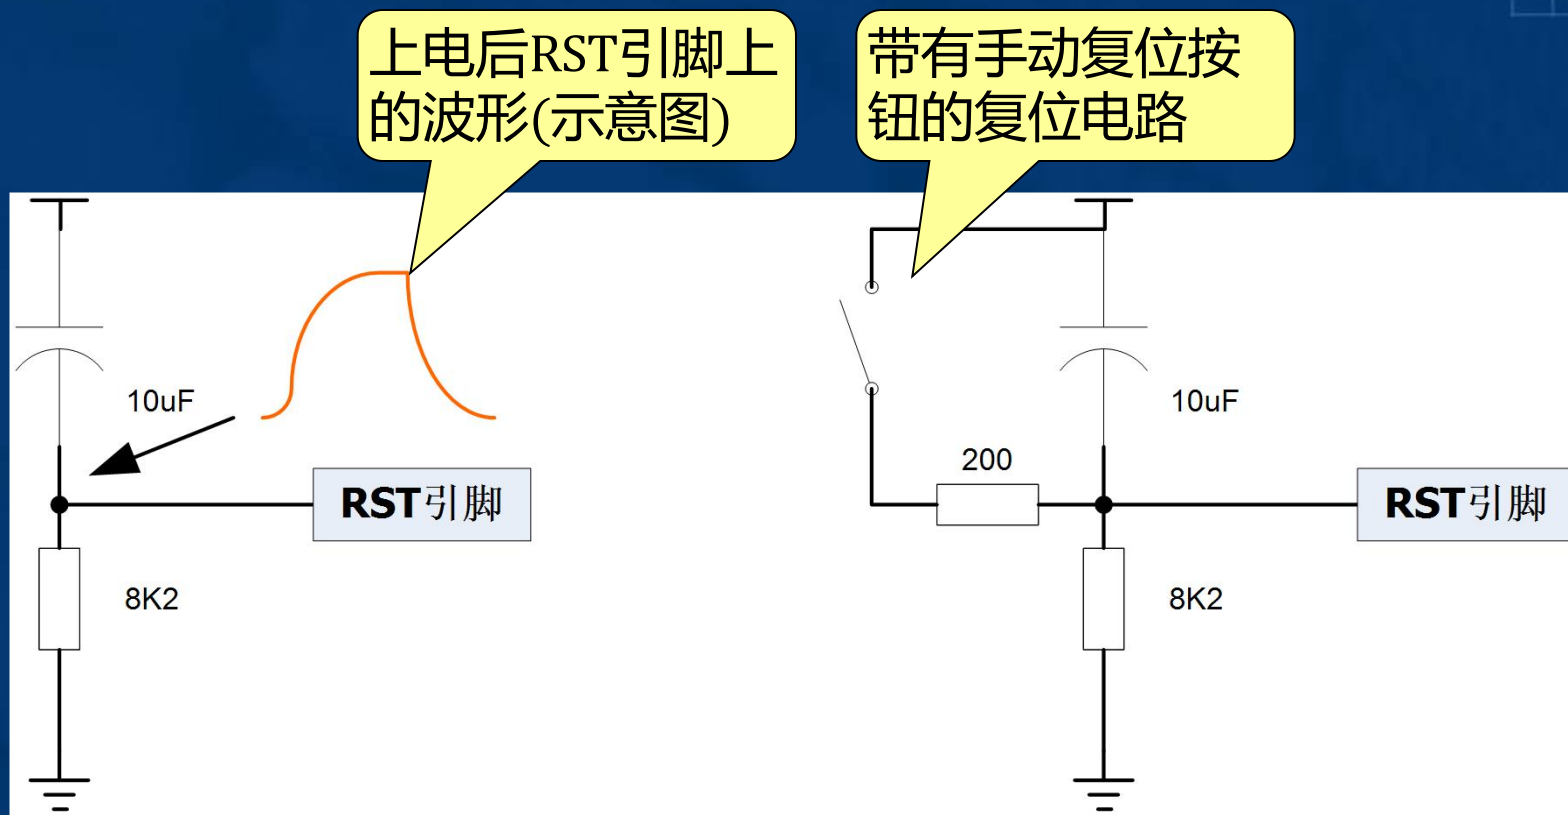 上电后RST引脚上
的波形(示意图)
带有手动复位按
钮的复位电路
10uF
RST引脚
8K2
10uF
200
RST引脚
8K2